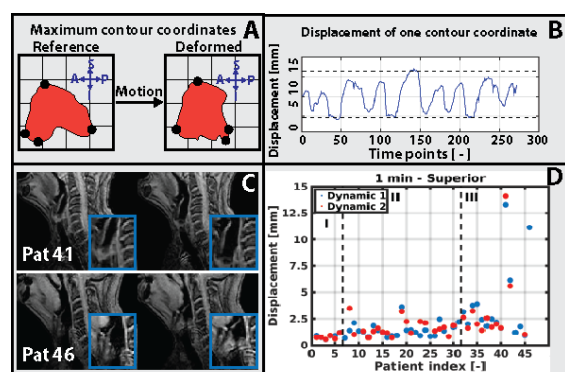 Maximum contour coordinates A
Reference Deformed
S
A P
S
A P
Motion
Displacement of one contour coordinate B
Displacement [mm]
15
10
5
0
0 50 100 150 200 250 300
Time points [-]
C
Pat 41
Pat 46
1 min - Superior D
Dynamic 1
Dynamic 2
I II III
Displacement [mm]
15
12.5
10
7.5
5
2.5
0
0 5 10 15 20 25 30 35 40 45
Patient index [-]